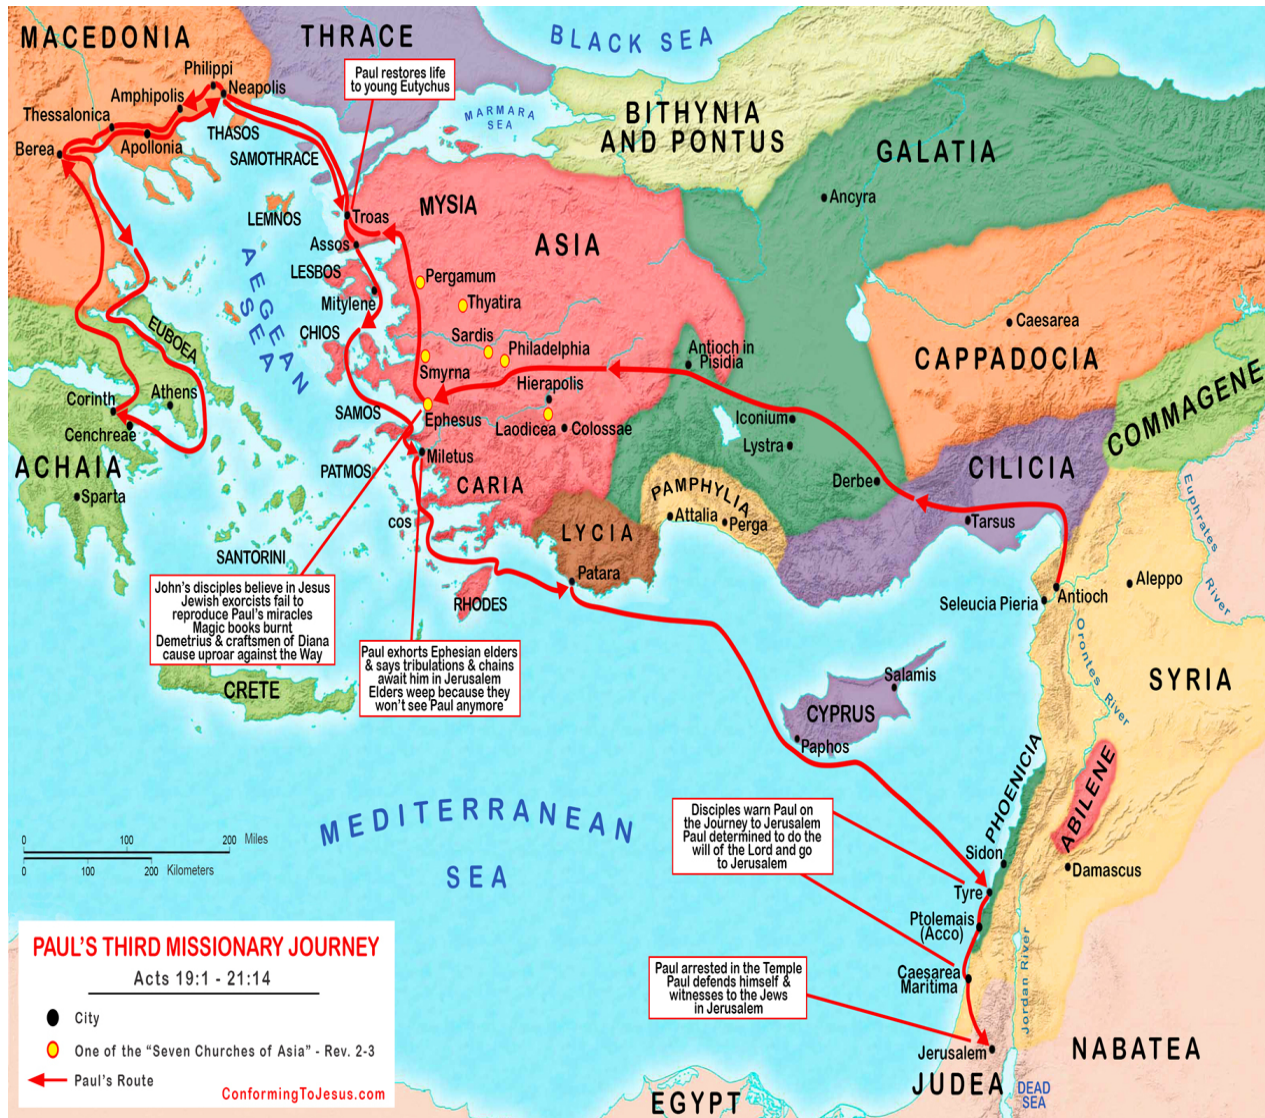 MACEDONIA
THRACE
BLACK SEA
Philippi
Neapolis
Amphipolis
Thessalonica
Apollonia
Berea
THASOS
SAMOTHRACE
Paul restores life
to young Eutychus
MARMARA
SEA
BITHYNIA
AND PONTUS
GALATIA
Ancyra
LEMNOS
Troas
MYSIA
ASIA
Assos
LESBOS
Mitylene
AEGEAN
SEA
Pergamum
Thyatira
CHIOS
Sardis
Philadelphia
Smyrna
EUBOEA
Antioch in
Pisidia
Caesarea
CAPPADOCIA
COMMAGENE
Athens
Corinth
Cenchreae
Hierapolis
SAMOS
Ephesus
Laodicea
Colossae
Iconium
Lystra
Derbe
CILICIA
Tarsus
ACHAIA
Sparta
PATMOS
Miletus
CARIA
PAMPHYLIA
Attalia
Perga
Euphrates
River
COS
LYCIA
SANTORINI
Patara
RHODES
Seleucia Pieria
Antioch
Aleppo
Orontes River
SYRIA
John's disciples believe in Jesus
Jewish exorcists fail to
reproduce Paul's miracles
Magic books burnt
Demetrius & craftsmen of Diana
cause uproar against the Way
Paul exhorts Ephesian elders
& says tribulations & chains
await him in Jerusalem
Elders weep because they
won't see Paul anymore
CRETE
Salamis
CYPRUS
Paphos
PHOENICIA
ABILENE
MEDITERRANEAN
SEA
Disciples warn Paul on
the Journey to Jerusalem
Paul determined to do the
will of the Lord and go
to Jerusalem
Sidon
Damascus
Tyre
Ptolemais
(Acco)
Caesarea
Maritima
Jordan River
0 100 200 Miles
0 100 200 Kilometers
Paul arrested in the Temple
Paul defends himself &
witnesses to the Jews
in Jerusalem
Jerusalem
JUDEA
DEAD
SEA
NABATEA
EGYPT
PAUL'S THIRD MISSIONARY JOURNEY
Acts 19:1 - 21:14
City
One of the "Seven Churches of Asia" - Rev. 2-3
Paul's Route
ConformingToJesus.com